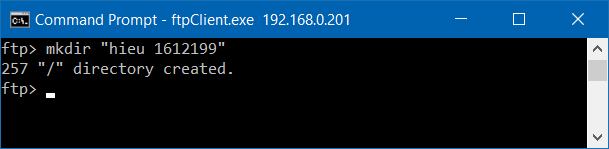 Command Prompt - ftpClient.exe  192.168.0.201
ftp> mkdir "hieu 1612199"
257 "/" directory created.
ftp>